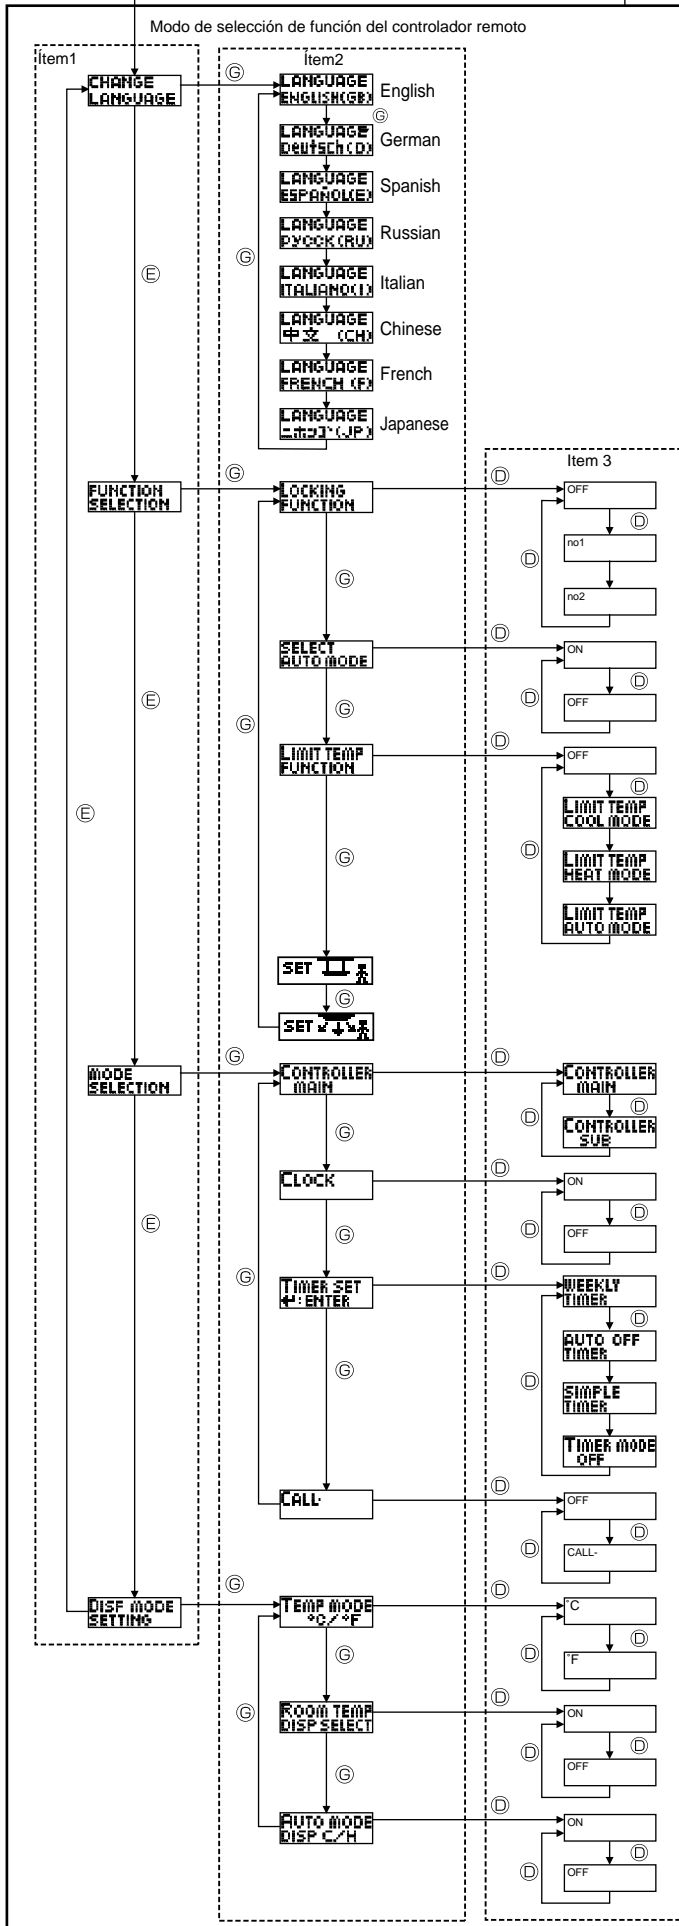 Modo de selección de función del controlador remoto
Ítem1
Ítem2
CHANGE
LANGUAGE
Ⓖ
LANGUAGE
ENGLISH(GB)
English
Ⓖ
LANGUAGE
Deutsch(D)
German
LANGUAGE
ESPAÑOL(E)
Spanish
LANGUAGE
РУССК(RU)
Russian
Ⓖ
Ⓔ
LANGUAGE
ITALIANO(I)
Italian
LANGUAGE
中文 (CH)
Chinese
LANGUAGE
FRENCH (F)
French
LANGUAGE
ニホンゴ(JP)
Japanese
Item 3
FUNCTION
SELECTION
Ⓖ
LOCKING
FUNCTION
Ⓓ
OFF
Ⓓ
Ⓓ
no1
no2
Ⓖ
SELECT
AUTO MODE
Ⓓ
ON
Ⓓ
Ⓓ
OFF
Ⓔ
Ⓖ
Ⓖ
LIMIT TEMP
FUNCTION
Ⓓ
OFF
Ⓓ
LIMIT TEMP
COOL MODE
Ⓔ
Ⓖ
Ⓓ
LIMIT TEMP
HEAT MODE
LIMIT TEMP
AUTO MODE
SET
Ⓖ
SET
MODE
SELECTION
Ⓖ
CONTROLLER
MAIN
Ⓓ
CONTROLLER
MAIN
Ⓓ
Ⓓ
CONTROLLER
SUB
Ⓖ
CLOCK
Ⓓ
ON
Ⓓ
Ⓓ
OFF
Ⓔ
Ⓖ
Ⓖ
TIMER SET
↵:ENTER
Ⓓ
WEEKLY
TIMER
Ⓓ
AUTO OFF
TIMER
Ⓖ
Ⓓ
SIMPLE
TIMER
TIMER MODE
OFF
CALL-
Ⓓ
OFF
Ⓓ
Ⓓ
CALL-
DISP MODE
SETTING
Ⓖ
TEMP MODE
°C/°F
Ⓓ
°C
Ⓓ
Ⓓ
°F
Ⓖ
Ⓖ
ROOM TEMP
DISP SELECT
Ⓓ
ON
Ⓓ
Ⓓ
OFF
Ⓖ
AUTO MODE
DISP C/H
Ⓓ
ON
Ⓓ
Ⓓ
OFF